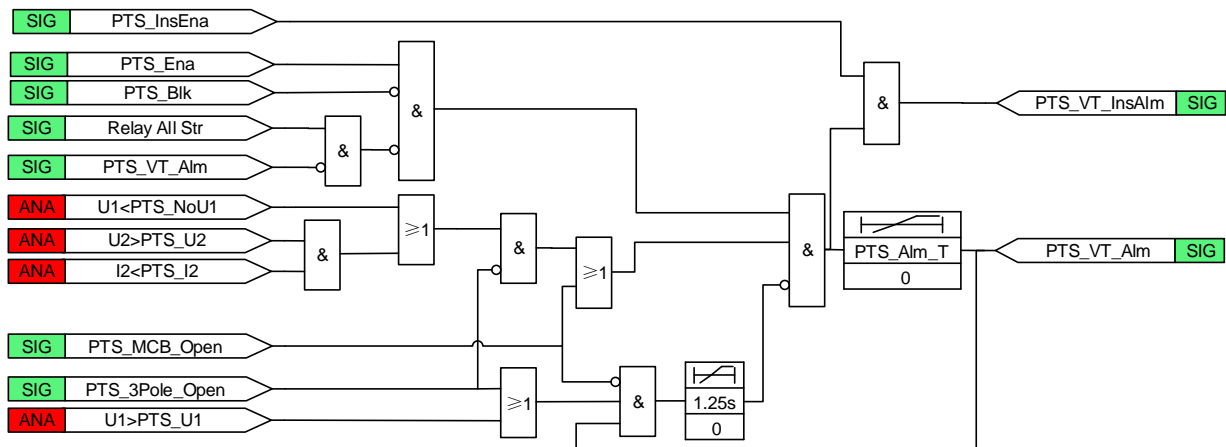 SIG PTS_InsEna
SIG PTS_Ena
&
SIG PTS_Blk
&
PTS_VT_InsAlm SIG
SIG Relay All Str
&
SIG PTS_VT_Alm
ANA U1<PTS_NoU1
≥1
ANA U2>PTS_U2
&
&
&
PTS_Alm_T
0
PTS_VT_Alm SIG
ANA I2<PTS_I2
≥1
SIG PTS_MCB_Open
SIG PTS_3Pole_Open
≥1
&
1.25s
0
ANA U1>PTS_U1